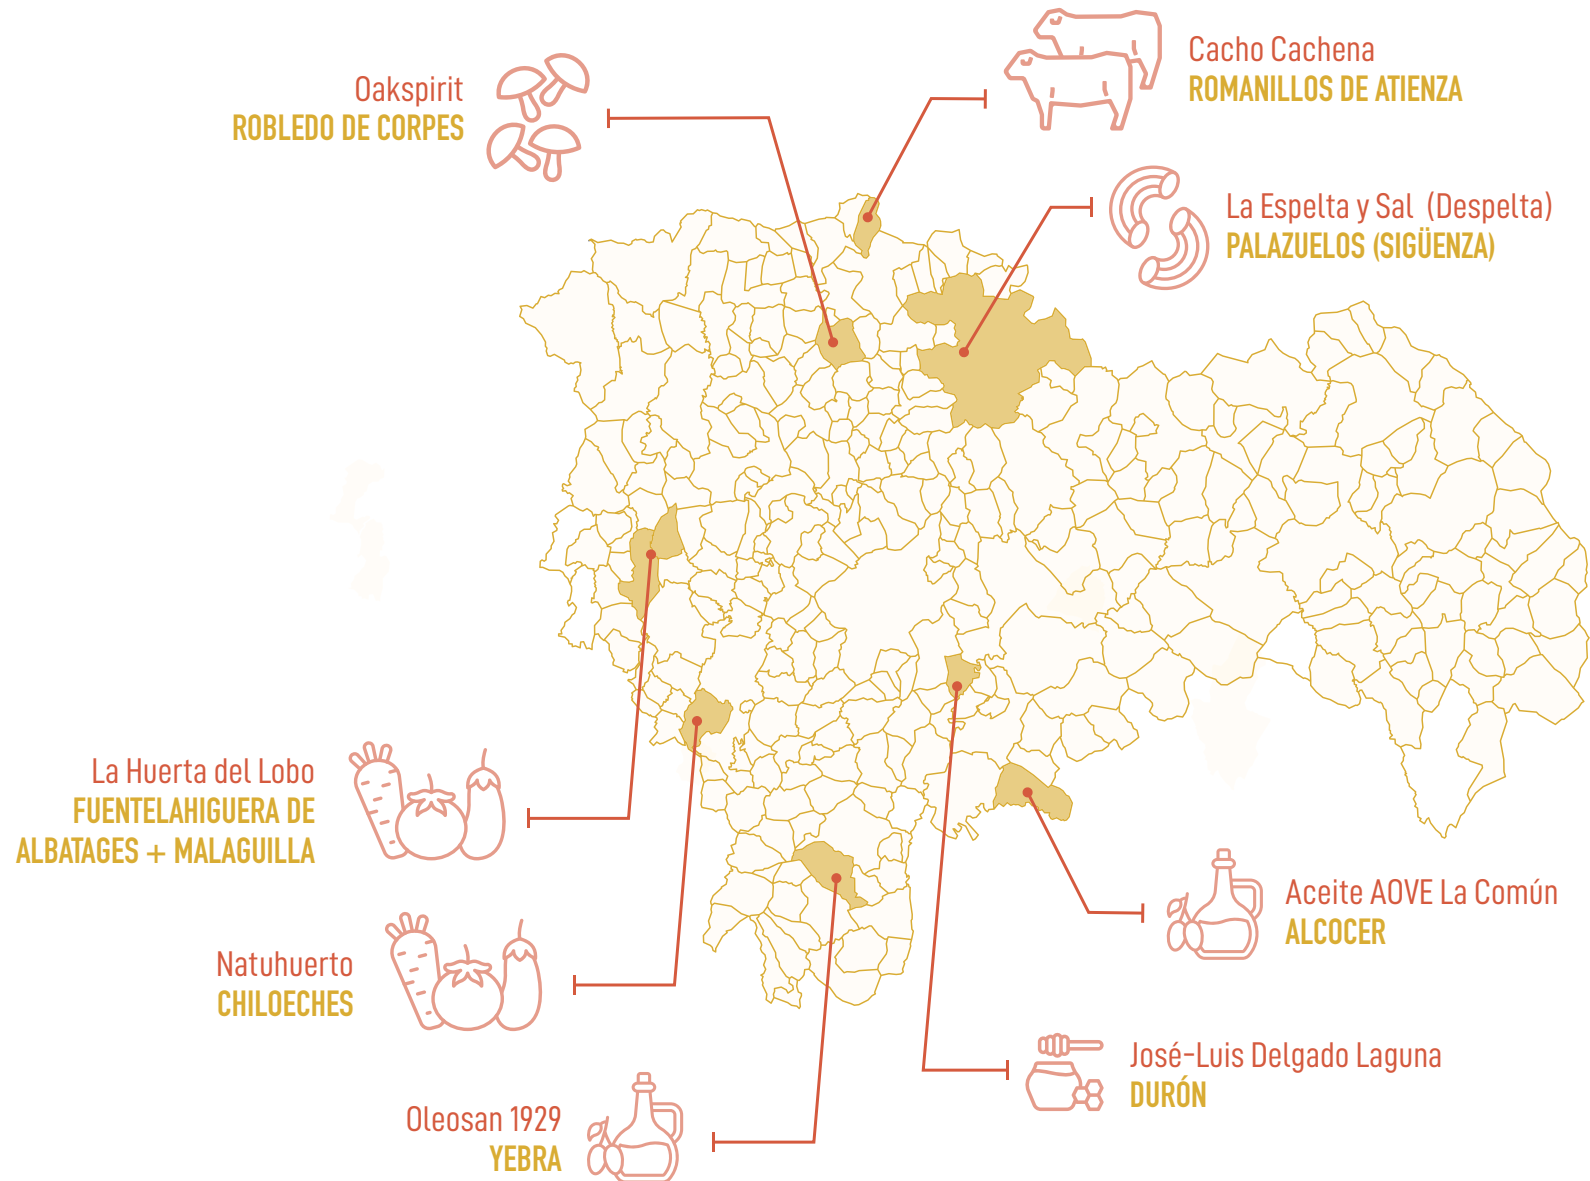 Cacho Cachena
ROMANILLOS DE ATIENZA
Oakspirit
ROBLEDO DE CORPES
La Espelta y Sal (Despelta)
PALAZUELOS (SIGÜENZA)
La Huerta del Lobo
FUENTELAHIGUERA DE
ALBATAGES + MALAGUILLA
Aceite AOVE La Común
ALCOCER
Natuhuerto
CHILOECHES
José-Luis Delgado Laguna
DURÓN
Oleosan 1929
YEBRA